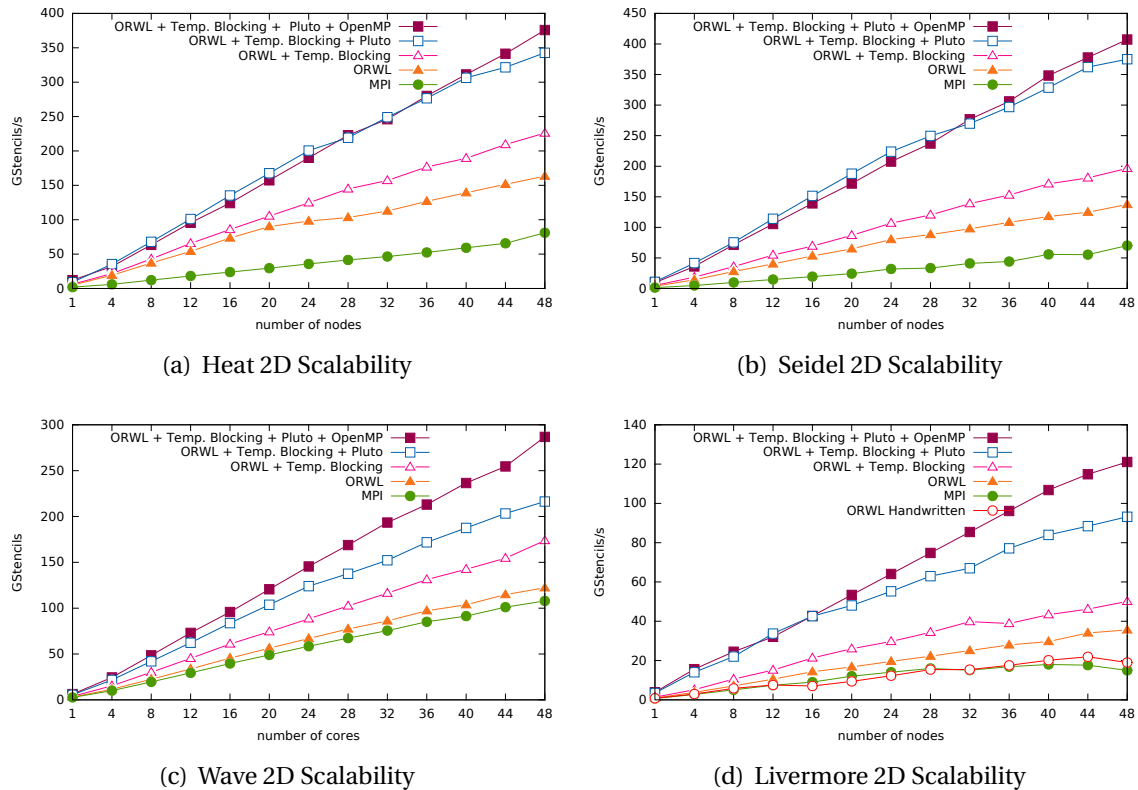 ORWL + Temp. Blocking + Pluto + OpenMP
ORWL + Temp. Blocking + Pluto
ORWL + Temp. Blocking
ORWL
MPI
400
350
300
250
200
150
100
50
0
GStencils/s
1 4 8 12 16 20 24 28 32 36 40 44 48
number of nodes
(a) Heat 2D Scalability
ORWL + Temp. Blocking + Pluto + OpenMP
ORWL + Temp. Blocking + Pluto
ORWL + Temp. Blocking
ORWL
MPI
450
400
350
300
250
200
150
100
50
0
GStencils/s
1 4 8 12 16 20 24 28 32 36 40 44 48
number of nodes
(b) Seidel 2D Scalability
ORWL + Temp. Blocking + Pluto + OpenMP
ORWL + Temp. Blocking + Pluto
ORWL + Temp. Blocking
ORWL
MPI
300
250
200
150
100
50
0
GStencils/s
1 4 8 12 16 20 24 28 32 36 40 44 48
number of cores
(c) Wave 2D Scalability
ORWL + Temp. Blocking + Pluto + OpenMP
ORWL + Temp. Blocking + Pluto
ORWL + Temp. Blocking
ORWL
MPI
ORWL Handwritten
140
120
100
80
60
40
20
0
GStencils/s
1 4 8 12 16 20 24 28 32 36 40 44 48
number of nodes
(d) Livermore 2D Scalability